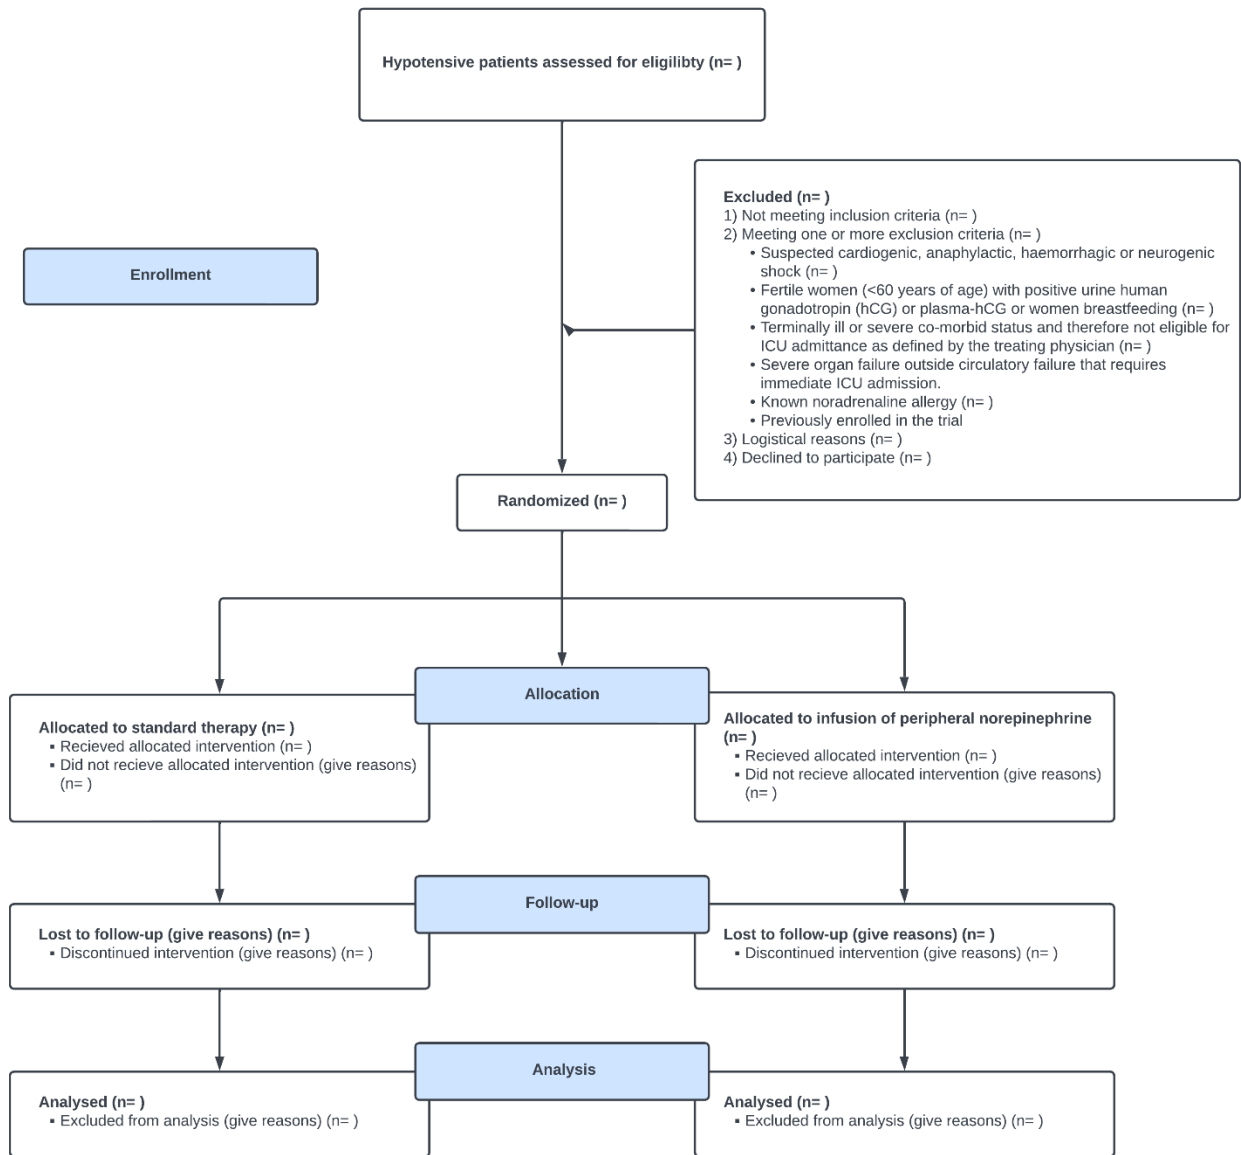 Hypotensive patients assessed for eligilibty (n= )
Excluded (n= )
1) Not meeting inclusion criteria (n= )
2) Meeting one or more exclusion criteria (n= )
• Suspected cardiogenic, anaphylactic, haemorrhagic or neurogenic
shock (n= )
• Fertile women (<60 years of age) with positive urine human
gonadotropin (hCG) or plasma-hCG or women breastfeeding (n= )
• Terminally ill or severe co-morbid status and therefore not eligible for
ICU admittance as defined by the treating physician (n= )
• Severe organ failure outside circulatory failure that requires
immediate ICU admission.
• Known noradrenaline allergy (n= )
• Previously enrolled in the trial
3) Logistical reasons (n= )
4) Declined to participate (n= )
Enrollment
Randomized (n= )
Allocation
Allocated to standard therapy (n= )
▪ Recieved allocated intervention (n= )
▪ Did not recieve allocated intervention (give reasons)
(n= )
Allocated to infusion of peripheral norepinephrine
(n= )
▪ Recieved allocated intervention (n= )
▪ Did not recieve allocated intervention (give reasons)
(n= )
Follow-up
Lost to follow-up (give reasons) (n= )
▪ Discontinued intervention (give reasons) (n= )
Lost to follow-up (give reasons) (n= )
▪ Discontinued intervention (give reasons) (n= )
Analysis
Analysed (n= )
▪ Excluded from analysis (give reasons) (n= )
Analysed (n= )
▪ Excluded from analysis (give reasons) (n= )